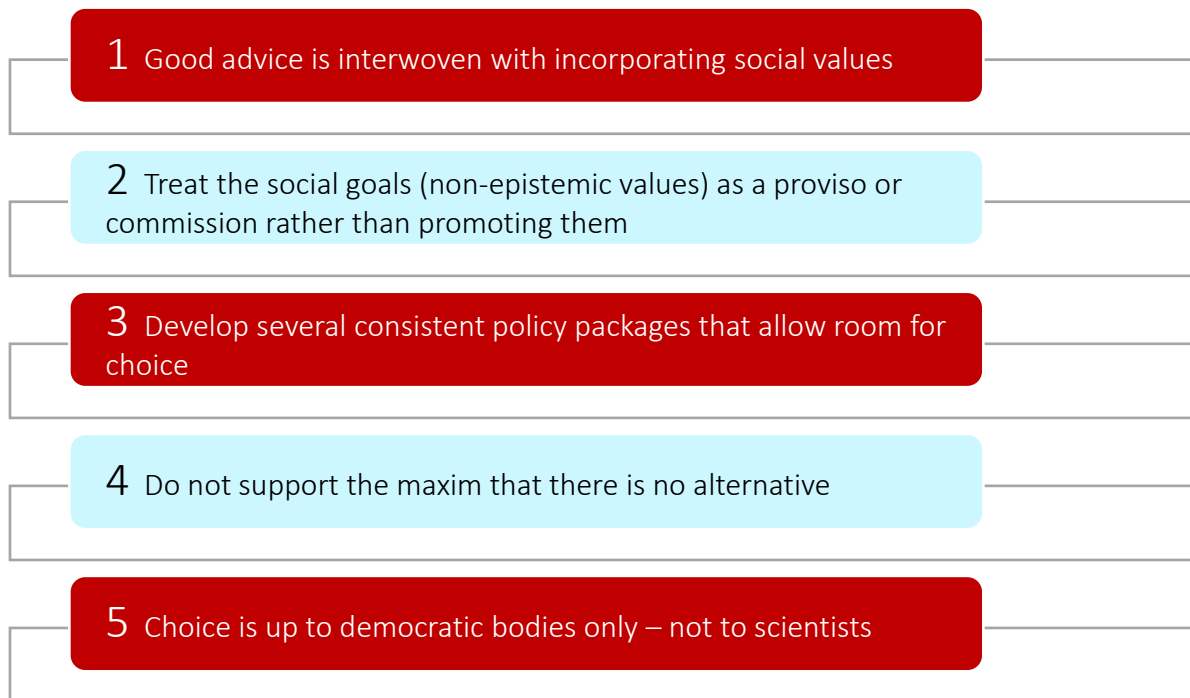 1 Good advice is interwoven with incorporating social values
2 Treat the social goals (non-epistemic values) as a proviso or
commission rather than promoting them
3 Develop several consistent policy packages that allow room for
choice
4 Do not support the maxim that there is no alternative
5 Choice is up to democratic bodies only – not to scientists